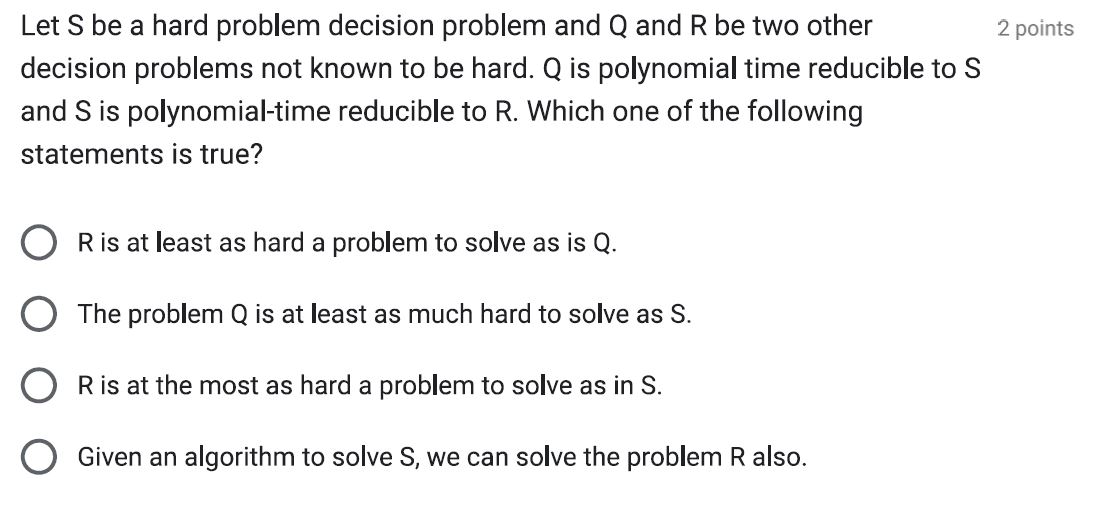 Let S be a hard problem decision problem and Q and R be two other
2 points
decision problems not known to be hard. Q is polynomial time reducible to S
and S is polynomial-time reducible to R. Which one of the following
statements is true?
R is at least as hard a problem to solve as is Q.
The problem Q is at least as much hard to solve as S.
R is at the most as hard a problem to solve as in S.
Given an algorithm to solve S, we can solve the problem R also.